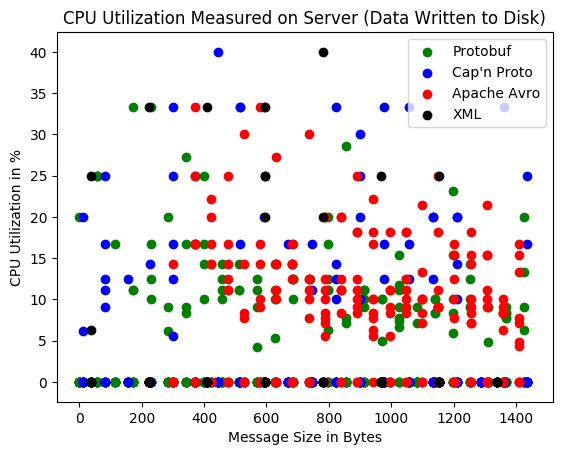 CPU Utilization Measured on Server (Data Written to Disk)
40
35
30
25
20
15
10
5
0
CPU Utilization in %
Protobuf
Cap'n Proto
Apache Avro
XML
0 200 400 600 800 1000 1200 1400
Message Size in Bytes